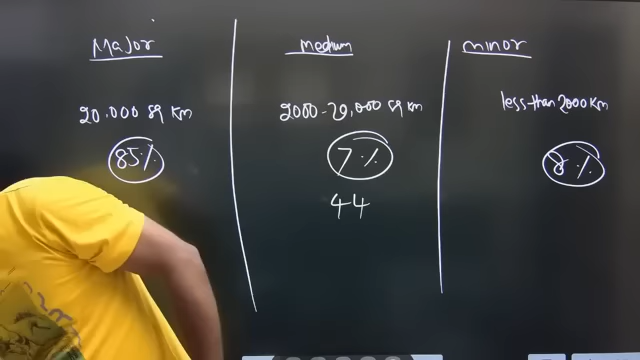 Major
20,000 sq km
85%
medium
2000-20,000 sq km
7%
44
minor
less than 2000 Km
8%